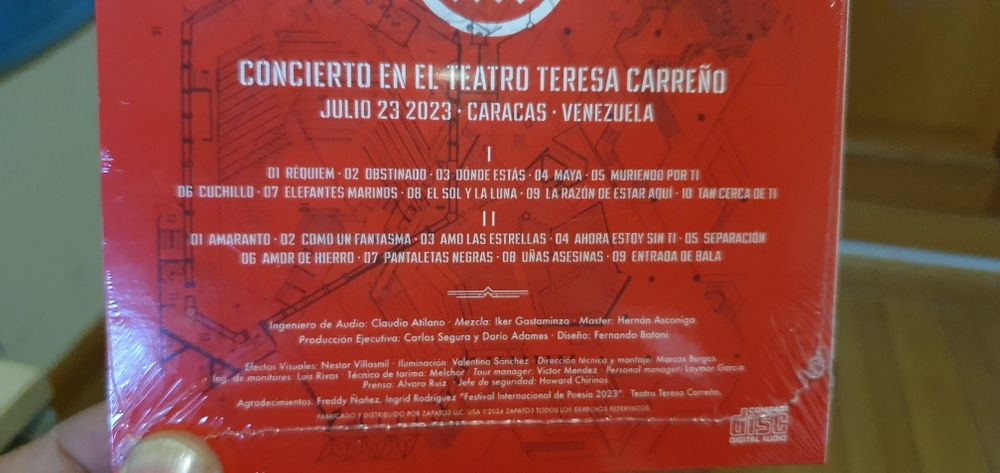 CONCIERTO EN EL TEATRO TERESA CARREÑO
JULIO 23 2023 · CARACAS · VENEZUELA
I
01 RÉQUIEM · 02 OBSTINADO · 03 DÓNDE ESTÁS · 04 MAYA · 05 MURIENDO POR TI
06 CUCHILLO · 07 ELEFANTES MARINOS · 08 EL SOL Y LA LUNA · 09 LA RAZÓN DE ESTAR AQUÍ · 10 TAN CERCA DE TI
II
01 AMARANTO · 02 COMO UN FANTASMA · 03 AMO LAS ESTRELLAS · 04 AHORA ESTOY SIN TI · 05 SEPARACIÓN
06 AMOR DE HIERRO · 07 PANTALETAS NEGRAS · 08 UÑAS ASESINAS · 09 ENTRADA DE BALA
Ingeniero de Audio: Claudio Atilano · Mezcla: Iker Gastaminza · Master: Hernán Asconiga
Producción Ejecutiva: Carlos Segura y Darío Adames · Diseño: Fernando Batoni
Efectos Visuales: Nestor Villasmil · Iluminación: Valentina Sánchez · Dirección técnica y montaje: Marcos Burgos
Ing. de monitores: Luis Rivas · Técnico de tarima: Melchor · Tour manager: Victor Mendez · Personal manager: Laymar Garcia
Prensa: Alvaro Ruiz · Jefe de seguridad: Howard Chirinos
Agradecimientos: Freddy Ñañez, Ingrid Rodríguez "Festival Internacional de Poesía 2023". Teatro Teresa Carreño.
FABRICADO Y DISTRIBUIDO POR ZAPATO3 LLC. USA ©2024 ZAPATO3 TODOS LOS DERECHOS RESERVADOS
COMPACT
disc
DIGITAL AUDIO